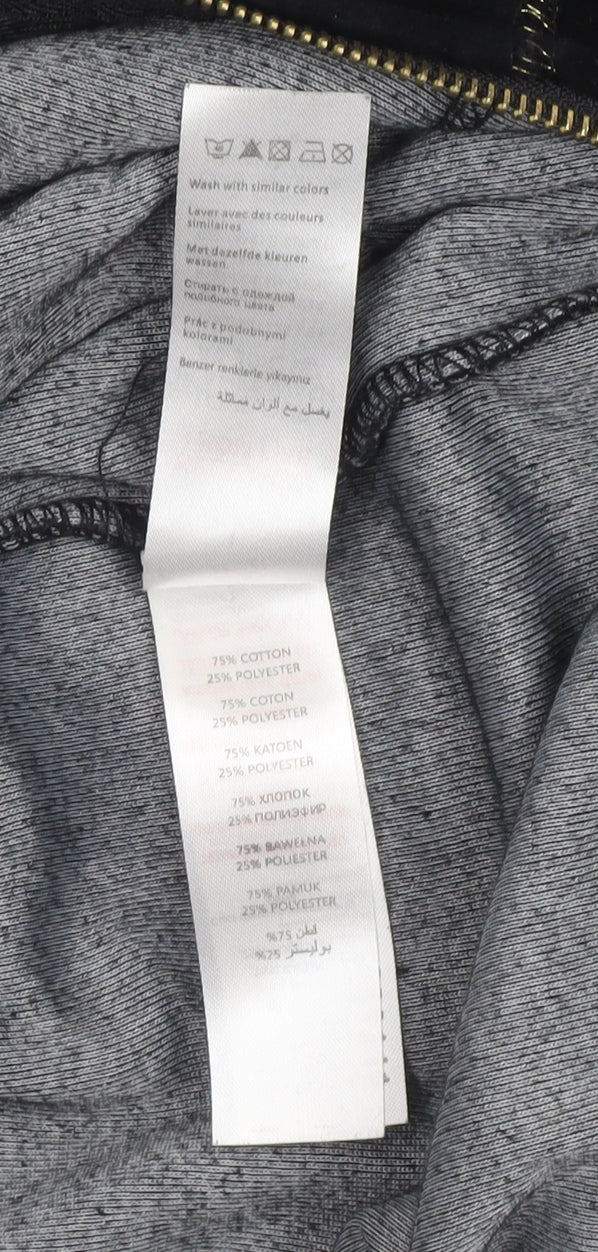 Wash with similar colors
Laver avec des couleurs
similaires
Met dezelfde kleuren
wassen
Стирать с одеждой
подобного цвета
Prać z podobnymi
kolorami
Benzer renklerle yıkayınız
يغسل مع ألوان مماثلة
75% COTTON
25% POLYESTER
75% COTON
25% POLYESTER
75% KATOEN
25% POLYESTER
75% ХЛОПОК
25% ПОЛИЭФИР
75% BAWEŁNA
25% POLIESTER
75% PAMUK
25% POLYESTER
قطن 75%
بوليستر 25%